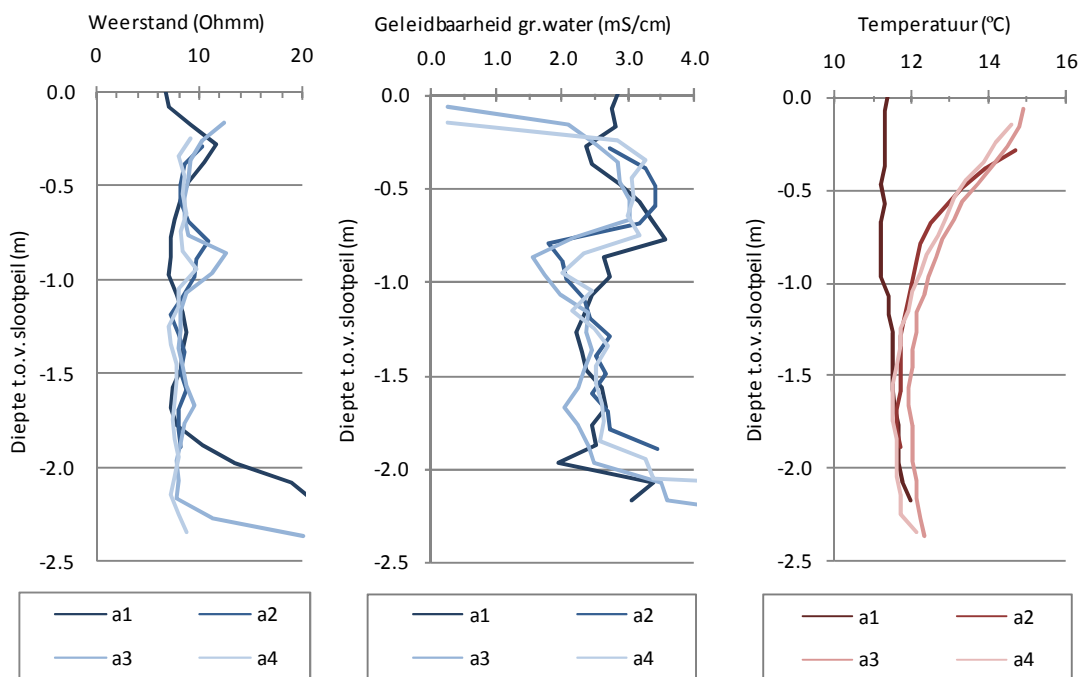 Weerstand (Ohmm)
0 10 20
0.0
-0.5
-1.0
-1.5
-2.0
-2.5
Diepte t.o.v. slootpeil (m)
a1 a2
a3 a4
Geleidbaarheid gr.water (mS/cm)
0.0 1.0 2.0 3.0 4.0
0.0
-0.5
-1.0
-1.5
-2.0
-2.5
Diepte t.o.v. slootpeil (m)
a1 a2
a3 a4
Temperatuur (ºC)
10 12 14 16
0.0
-0.5
-1.0
-1.5
-2.0
-2.5
Diepte t.o.v. slootpeil (m)
a1 a2
a3 a4